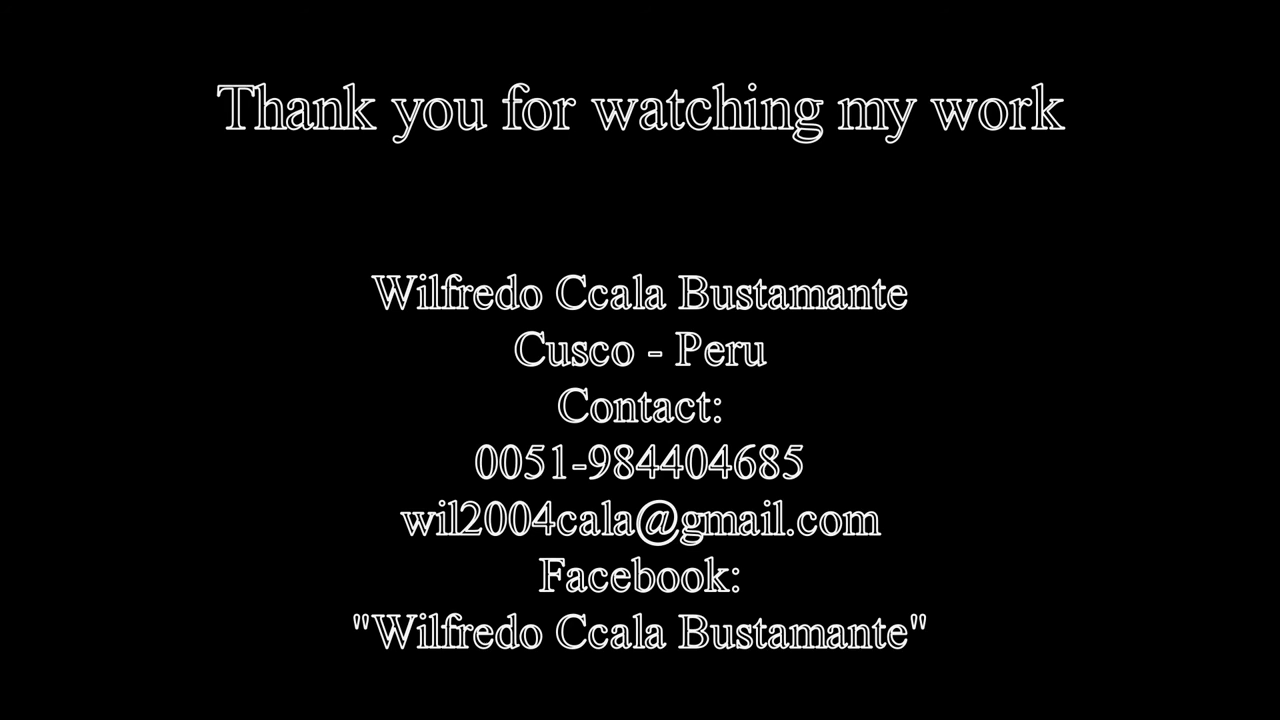 Thank you for watching my work
Wilfredo Ccala Bustamante
Cusco - Peru
Contact:
0051-984404685
wil2004cala@gmail.com
Facebook:
"Wilfredo Ccala Bustamante"